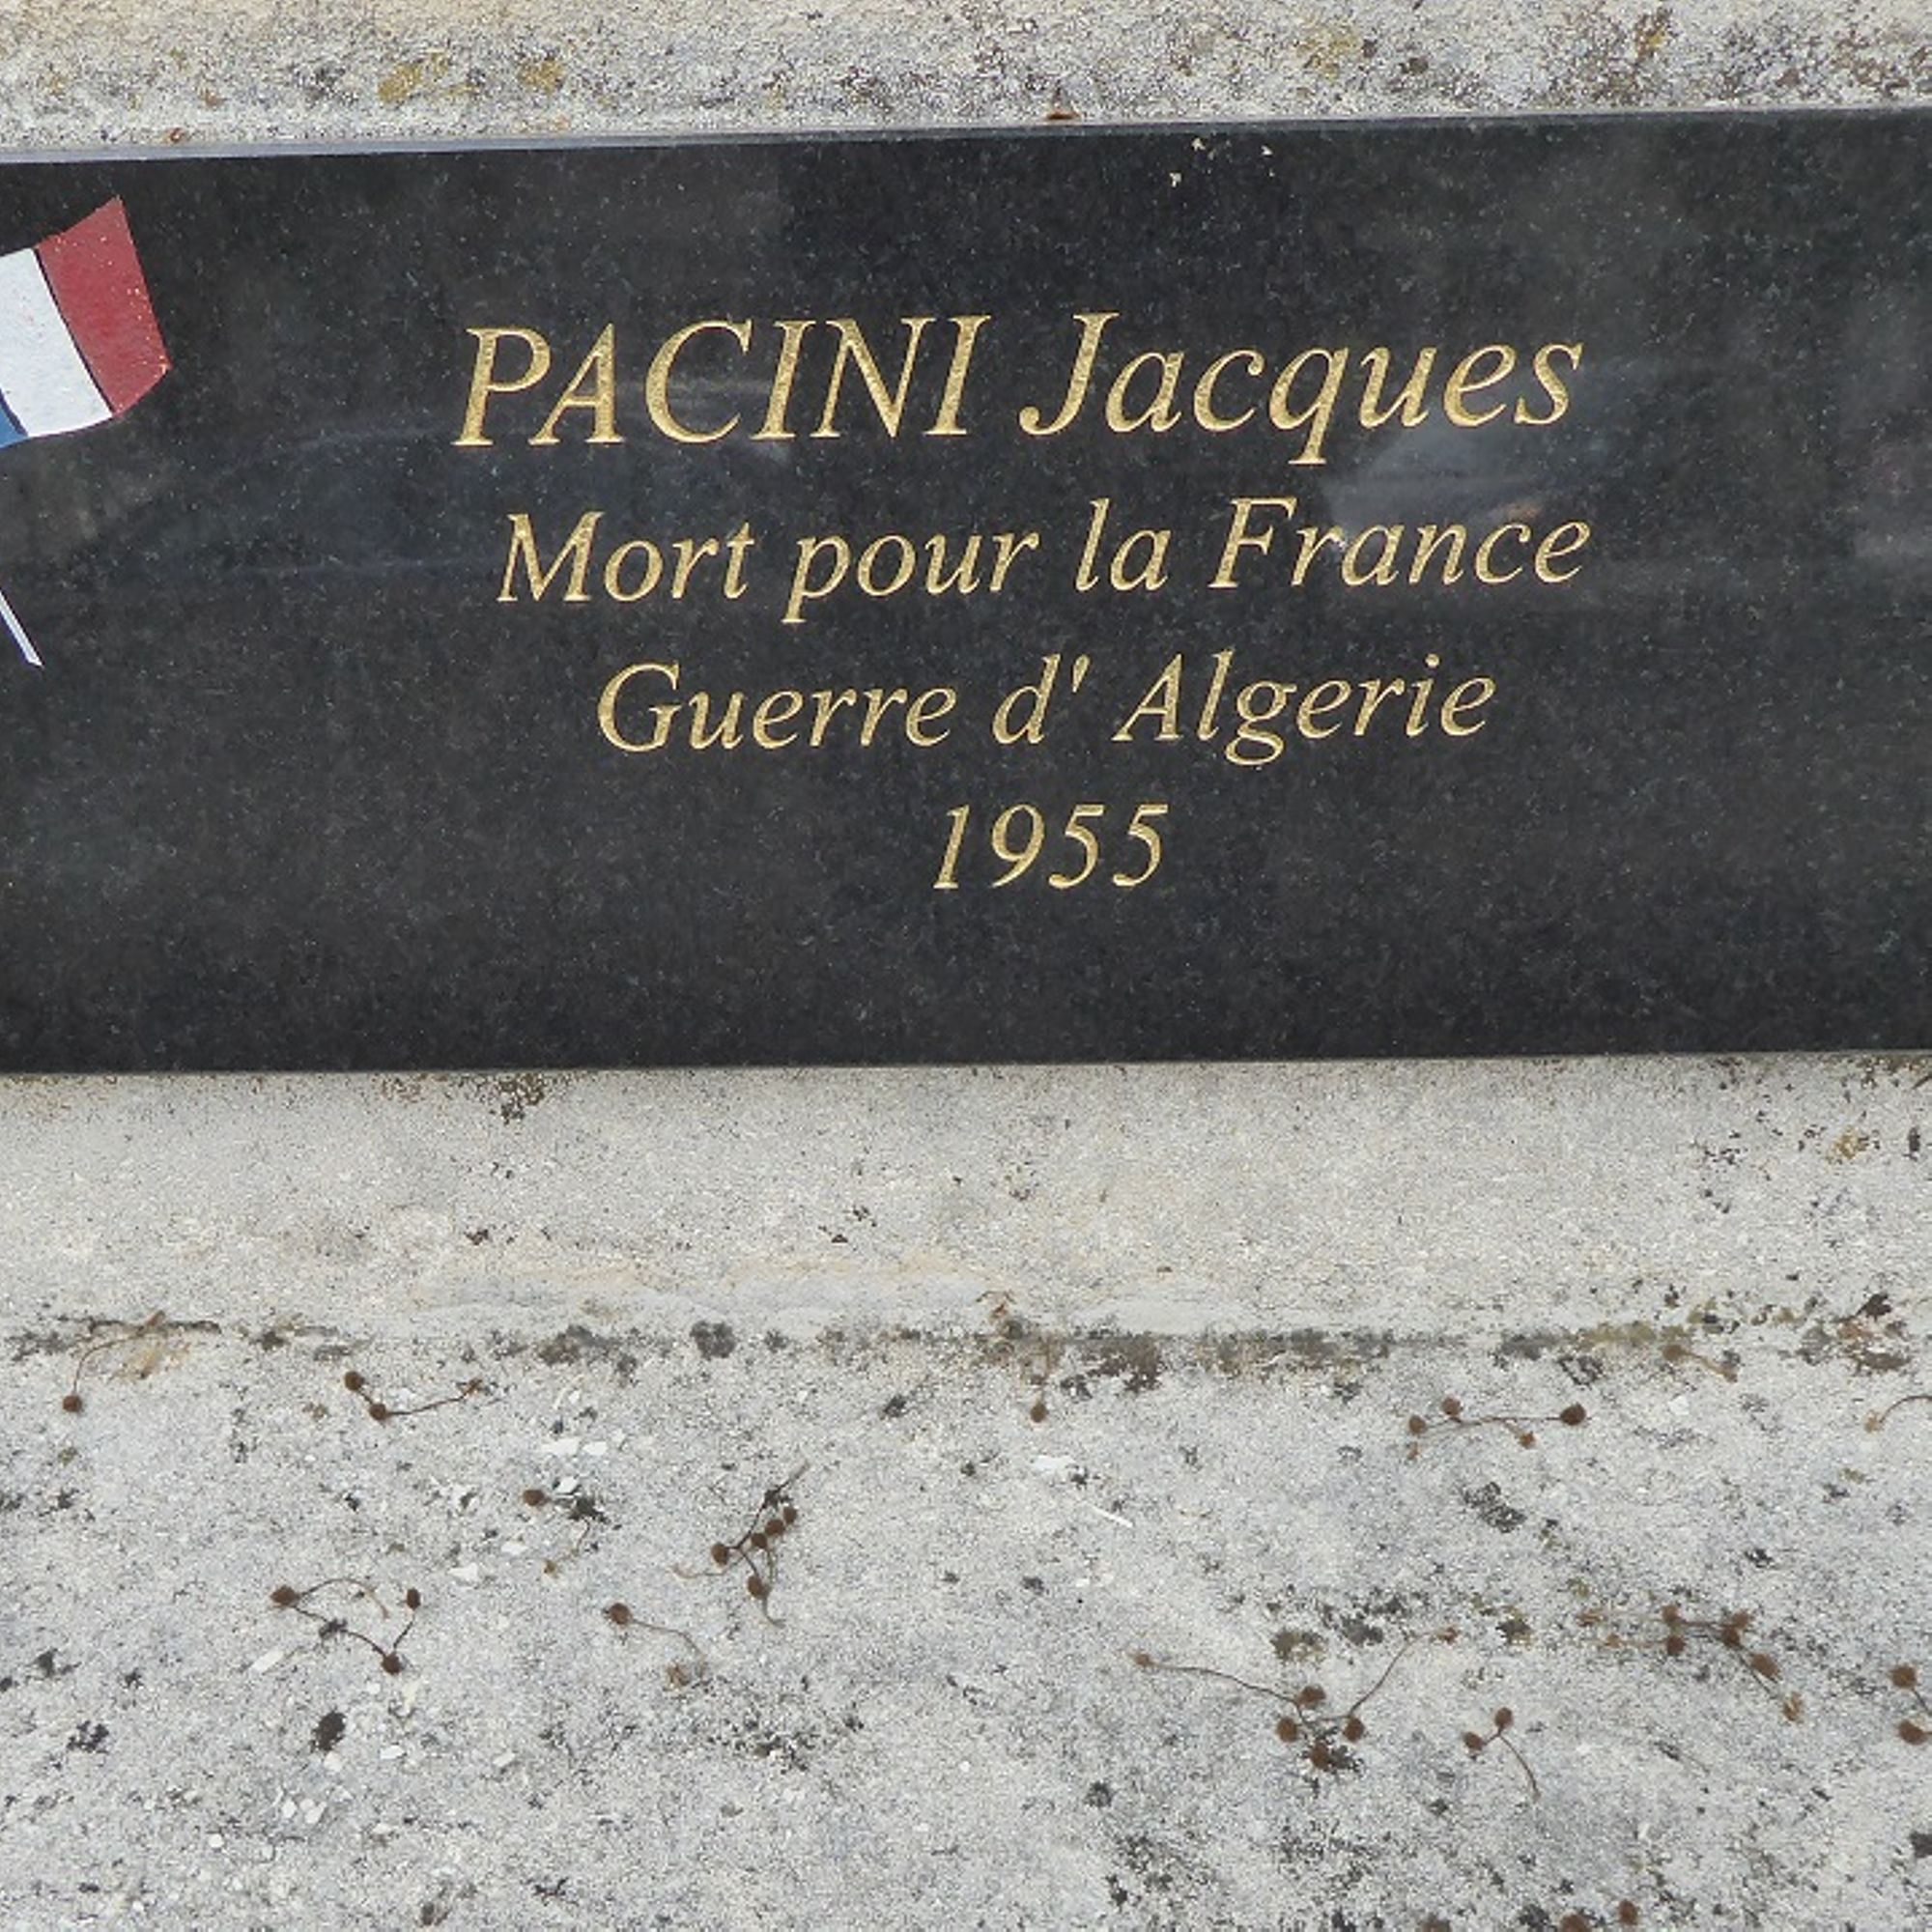 PACINI Jacques
Mort pour la France
Guerre d' Algerie
1955